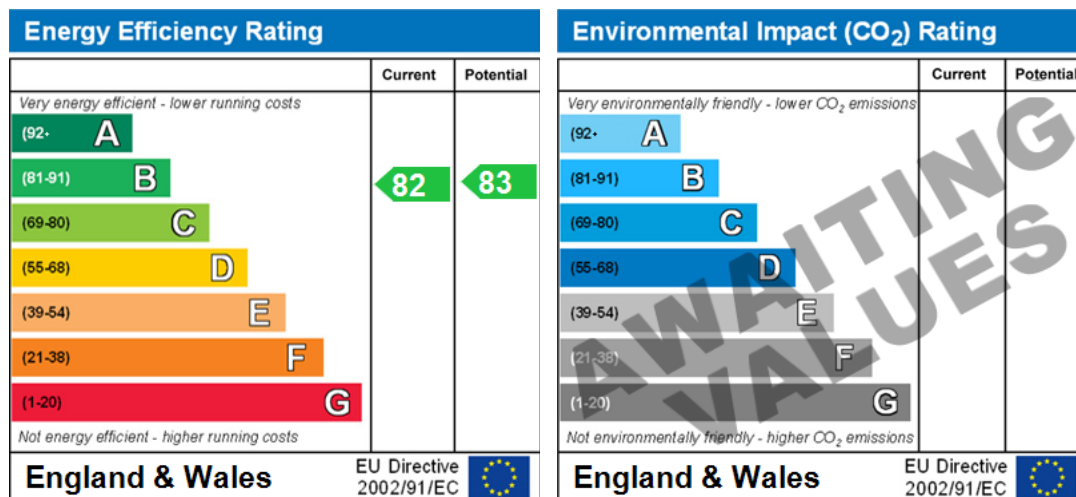 Energy Efficiency Rating
Current Potential
Very energy efficient - lower running costs
(92+ A
(81-91) B
82 83
(69-80) C
(55-68) D
(39-54) E
(21-38) F
(1-20) G
Not energy efficient - higher running costs
England & Wales
EU Directive
2002/91/EC
Environmental Impact (CO₂) Rating
Current Potential
Very environmentally friendly - lower CO₂ emissions
(92+ A
(81-91) B
(69-80) C
(55-68) D
(39-54) E
(21-38) F
(1-20) G
AWAITING
VALUES
Not environmentally friendly - higher CO₂ emissions
England & Wales
EU Directive
2002/91/EC